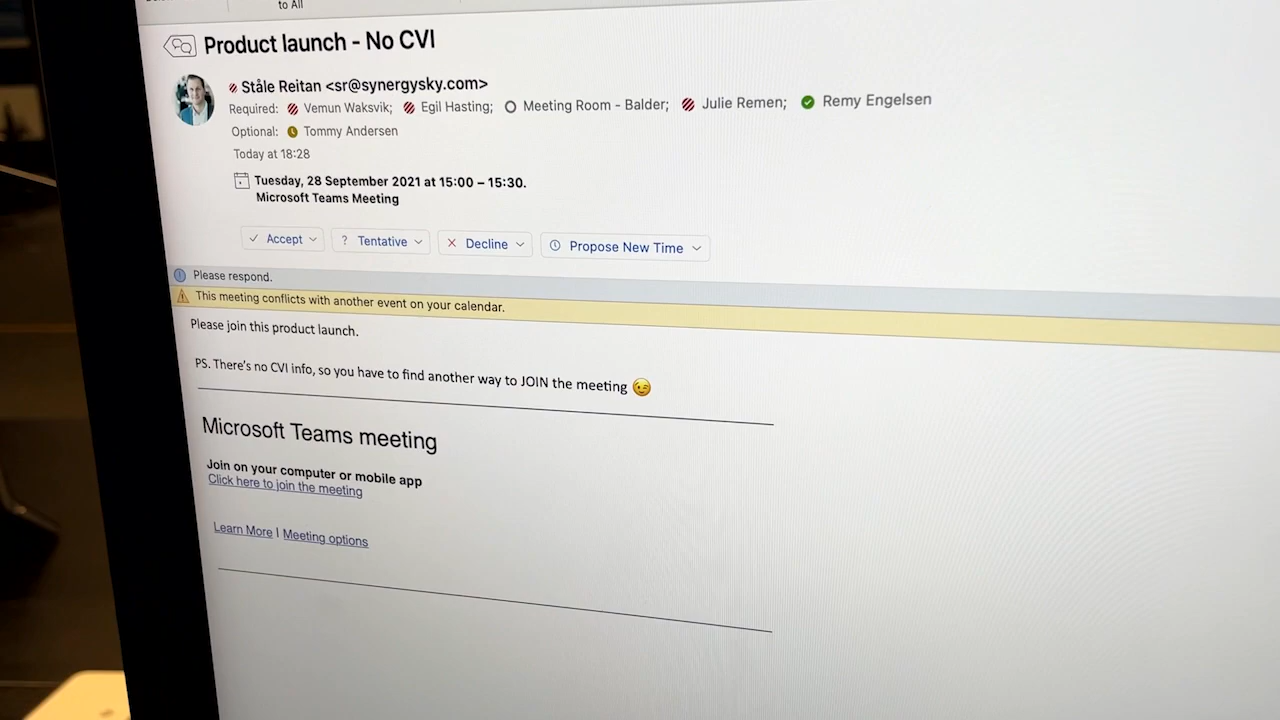 to All
Product launch - No CVI
Ståle Reitan <sr@synergysky.com>
Required: Vemun Waksvik; Egil Hasting; Meeting Room - Balder; Julie Remen; Remy Engelsen
Optional: Tommy Andersen
Today at 18:28
Tuesday, 28 September 2021 at 15:00 – 15:30.
Microsoft Teams Meeting
Accept ? Tentative Decline Propose New Time
Please respond.
This meeting conflicts with another event on your calendar.
Please join this product launch.
PS. There's no CVI info, so you have to find another way to JOIN the meeting 😉
Microsoft Teams meeting
Join on your computer or mobile app
Click here to join the meeting
Learn More | Meeting options